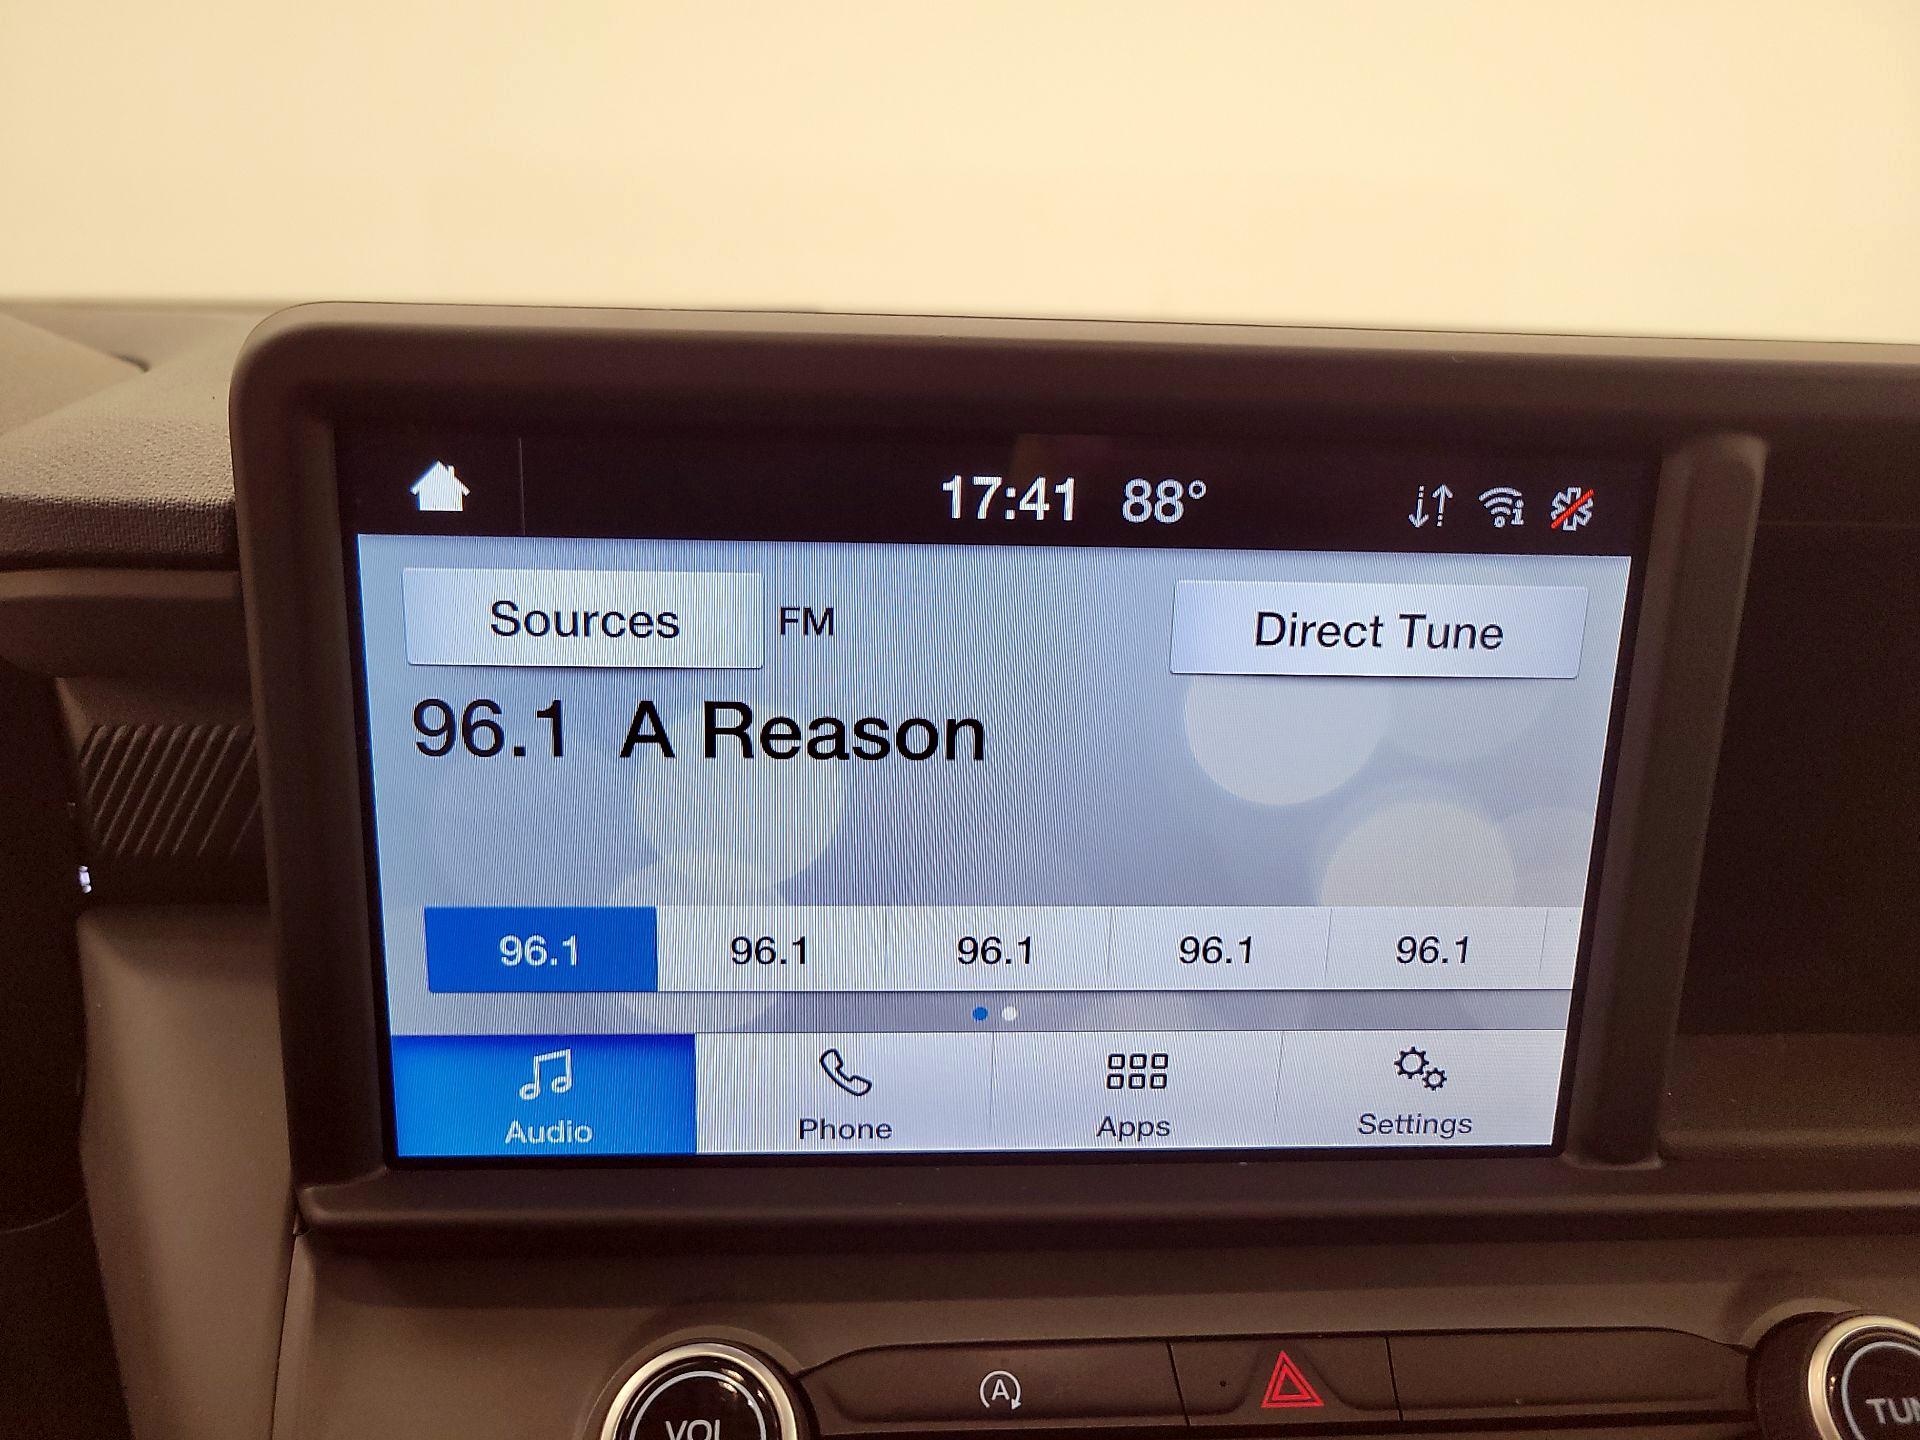 17:41 88°
Sources FM Direct Tune
96.1 A Reason
96.1 96.1 96.1 96.1 96.1
Audio Phone Apps Settings
VOL A